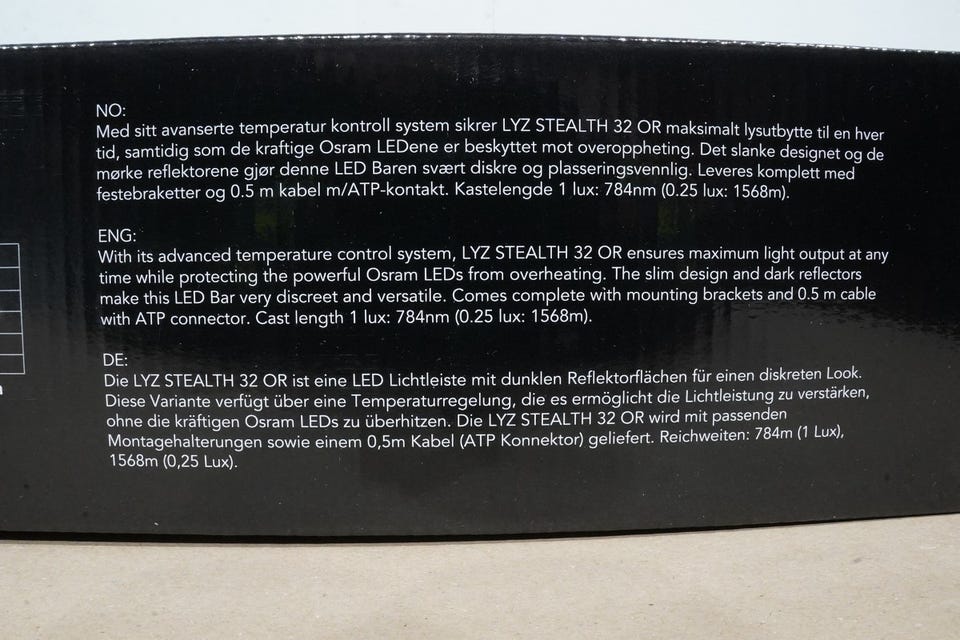 NO:
Med sitt avanserte temperatur kontroll system sikrer LYZ STEALTH 32 OR maksimalt lysutbytte til en hver
tid, samtidig som de kraftige Osram LEDene er beskyttet mot overoppheting. Det slanke designet og de
mørke reflektorene gjør denne LED Baren svært diskre og plasseringsvennlig. Leveres komplett med
festebraketter og 0.5 m kabel m/ATP-kontakt. Kastelengde 1 lux: 784nm (0.25 lux: 1568m).
ENG:
With its advanced temperature control system, LYZ STEALTH 32 OR ensures maximum light output at any
time while protecting the powerful Osram LEDs from overheating. The slim design and dark reflectors
make this LED Bar very discreet and versatile. Comes complete with mounting brackets and 0.5 m cable
with ATP connector. Cast length 1 lux: 784nm (0.25 lux: 1568m).
DE:
Die LYZ STEALTH 32 OR ist eine LED Lichtleiste mit dunklen Reflektorflächen für einen diskreten Look.
Diese Variante verfügt über eine Temperaturregelung, die es ermöglicht die Lichtleistung zu verstärken,
ohne die kräftigen Osram LEDs zu überhitzen. Die LYZ STEALTH 32 OR wird mit passenden
Montagehalterungen sowie einem 0,5m Kabel (ATP Konnektor) geliefert. Reichweiten: 784m (1 Lux),
1568m (0,25 Lux).